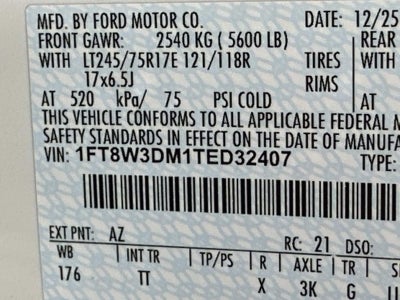 MFD. BY FORD MOTOR CO. DATE: 12/25
FRONT GAWR: 2540 KG ( 5600 LB) REAR
WITH LT245/75R17E 121/118R TIRES WITH
17x6.5J RIMS
AT 520 kPa/ 75 PSI COLD AT
THIS VEHICLE CONFORMS TO ALL APPLICABLE FEDERAL M
SAFETY STANDARDS IN EFFECT ON THE DATE OF MANUFA
VIN: 1FT8W3DM1TED32407 TYPE:
EXT PNT: AZ RC: 21 DSO:
WB INT TR TP/PS R AXLE TR S
176 TT X 3K G